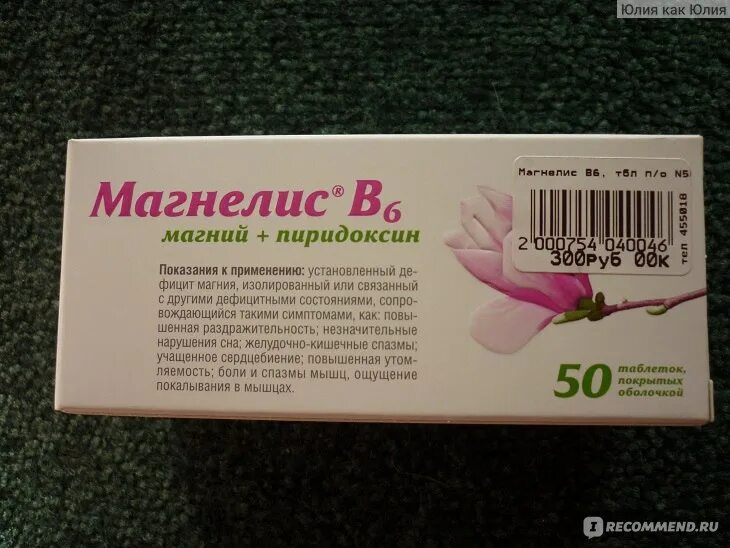 Юлия как Юлия
Магнелис® В6
магний + пиридоксин
Показания к применению: установленный де-
фицит магния, изолированный или связанный
с другими дефицитными состояниями, сопро-
вождающийся такими симптомами, как: повы-
шенная раздражительность; незначительные
нарушения сна; желудочно-кишечные спазмы;
учащенное сердцебиение; повышенная утом-
ляемость; боли и спазмы мышц, ощущение
покалывания в мышцах.
Магнелис В6, тбл п/о N5
2 000754 040046
300руб 00к
тел 455018
50 таблеток,
покрытых
оболочкой
IRECOMMEND.RU